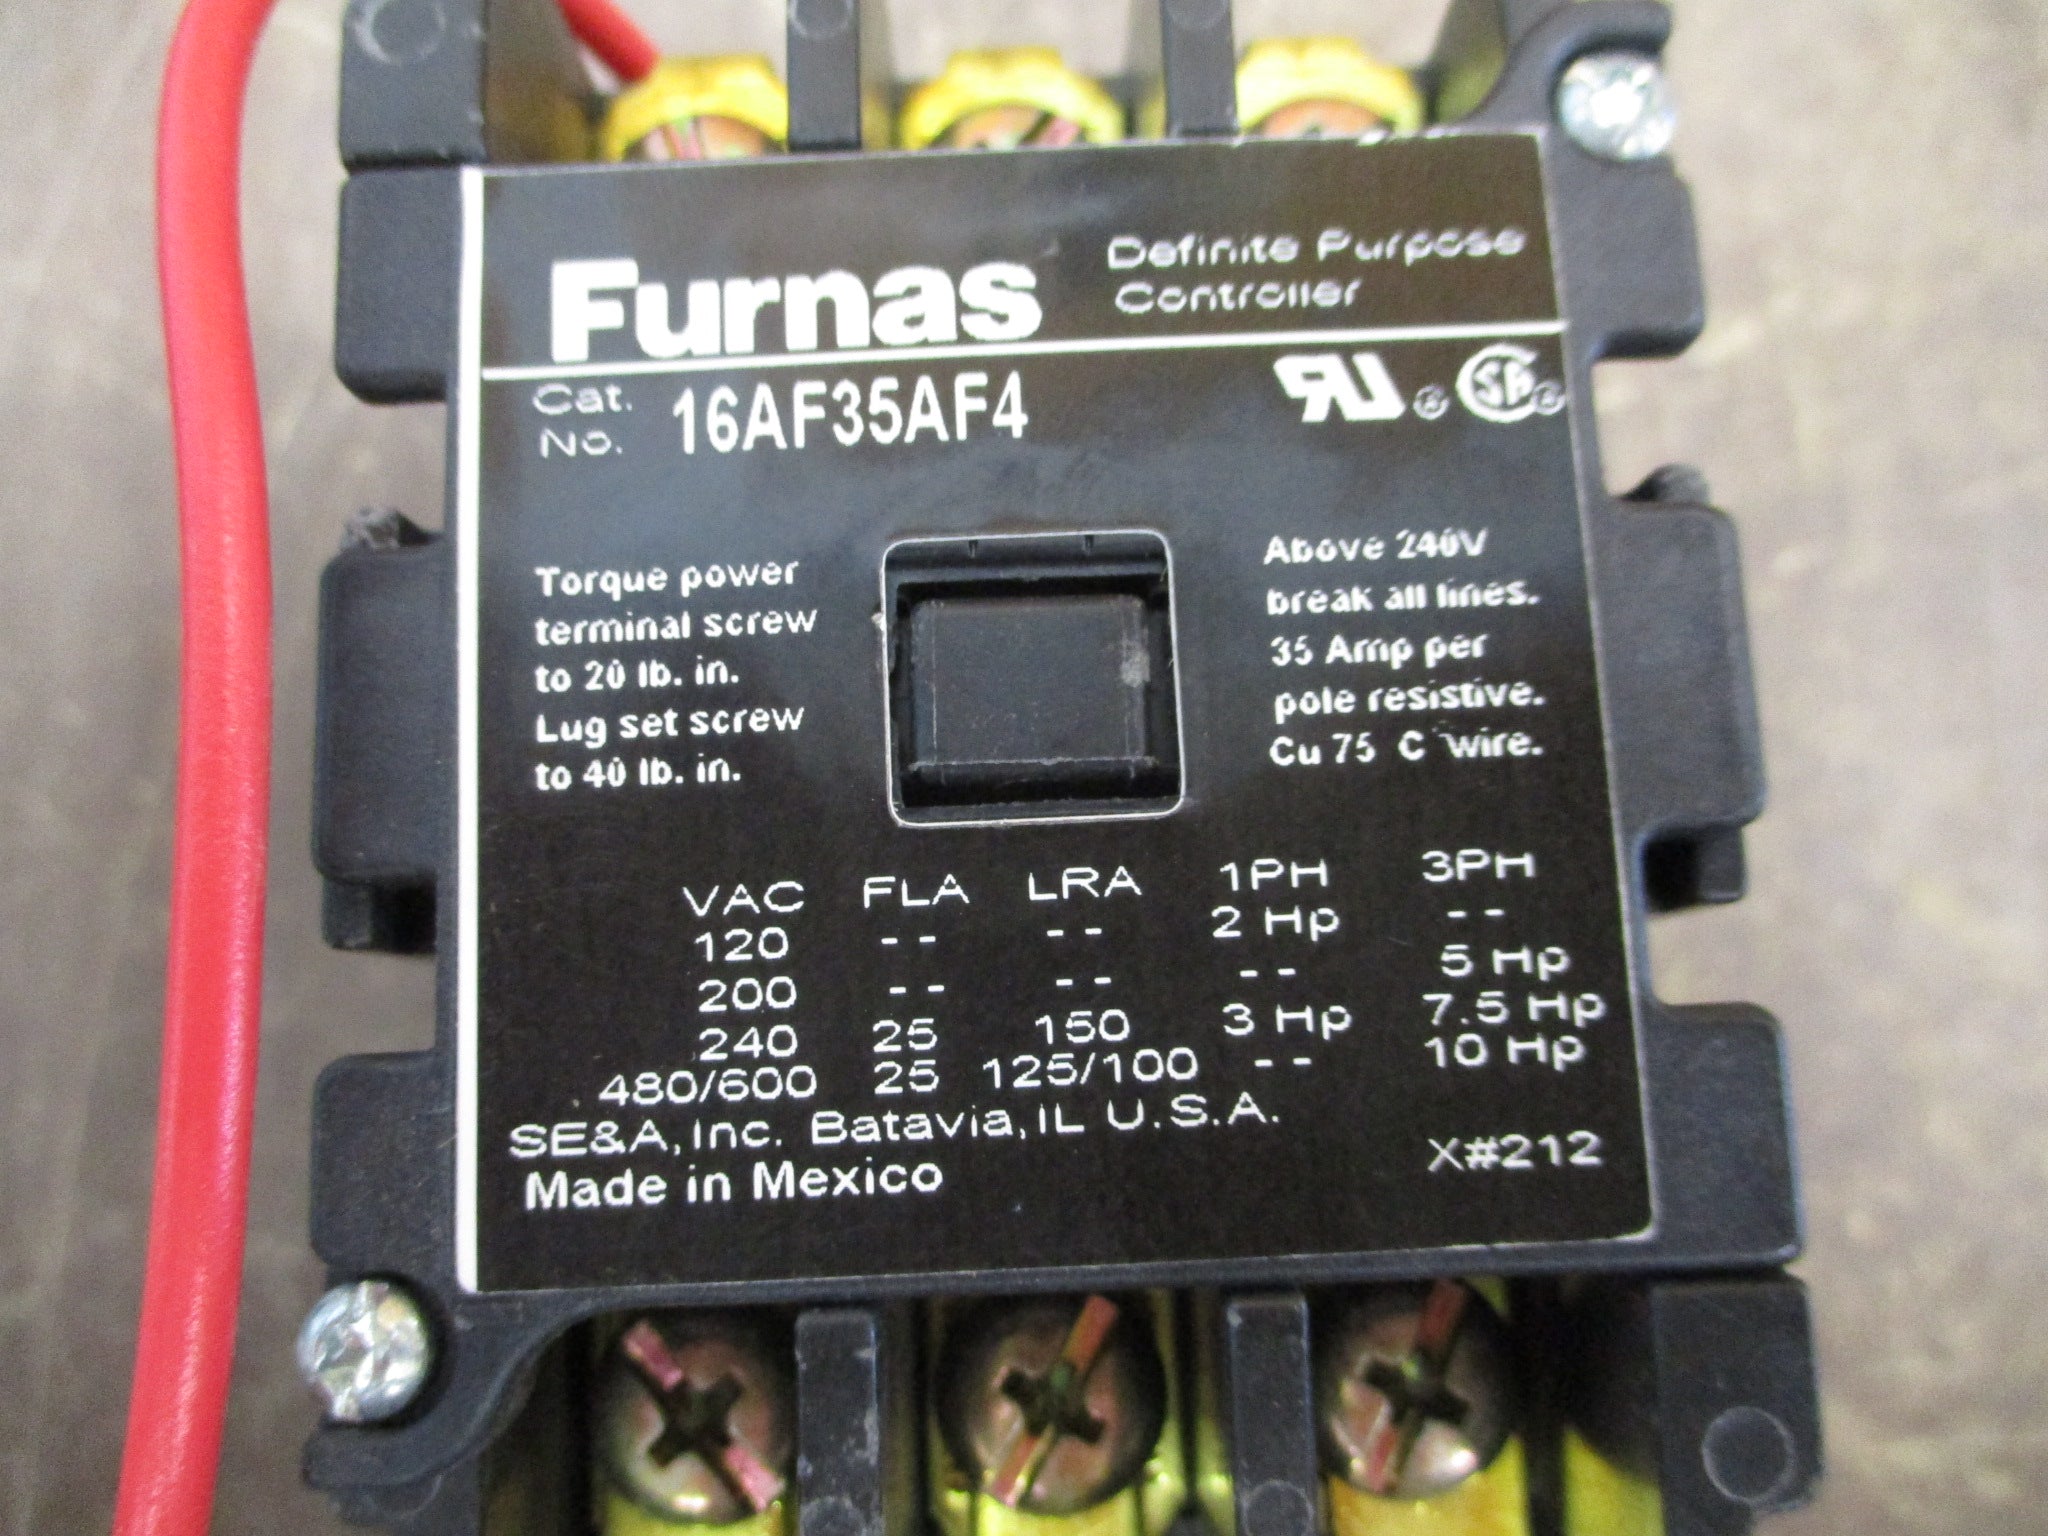 Furnas
Definite Purpose
Controller
Cat.
No.
16AF35AF4
Torque power
terminal screw
to 20 lb. in.
Lug set screw
to 40 lb. in.
Above 240V
break all lines.
35 Amp per
pole resistive.
Cu 75 C wire.
VAC FLA LRA 1PH 3PH
120 -- -- 2 Hp --
200 -- -- -- 5 Hp
240 25 150 3 Hp 7.5 Hp
480/600 25 125/100 -- 10 Hp
SE&A, Inc. Batavia, IL U.S.A.
Made in Mexico
X#212